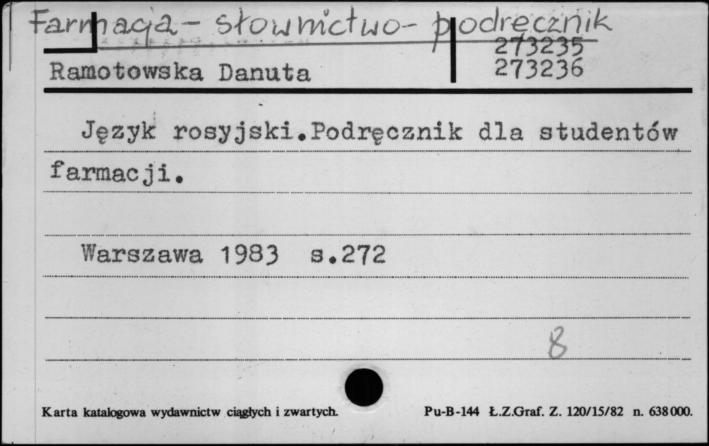 Farmacja - słownictwo - podręcznik
273235
Ramotowska Danuta 273236
Język rosyjski.Podręcznik dla studentów
farmacji.
Warszawa 1983 s.272
8
Karta katalogowa wydawnictw ciągłych i zwartych. Pu-B-144 Ł.Z.Graf. Z. 120/15/82 n. 638000.